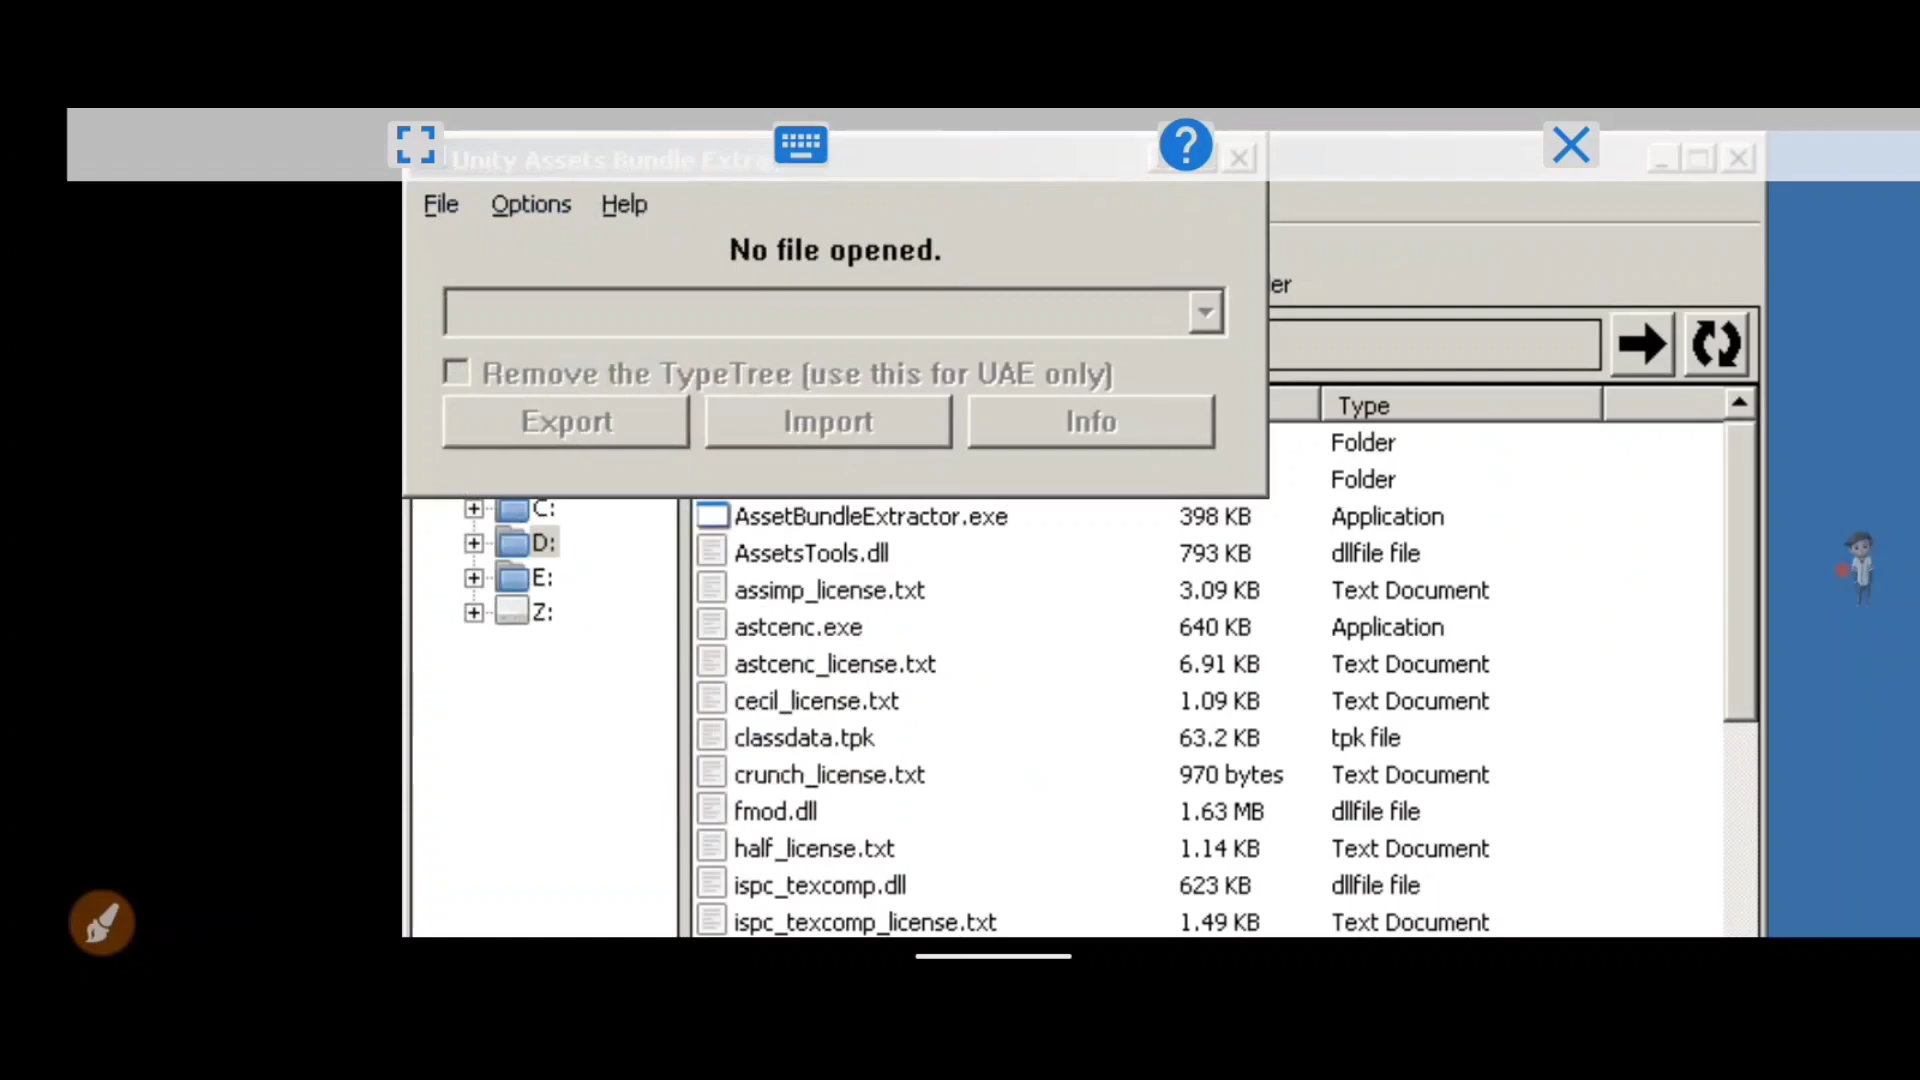 Unity Assets Bundle Extra
File Options Help
No file opened.
er
Remove the TypeTree (use this for UAE only)
Export Import Info
Type
Folder
Folder
C:
D:
E:
Z:
AssetBundleExtractor.exe 398 KB Application
AssetsTools.dll 793 KB dllfile file
assimp_license.txt 3.09 KB Text Document
astcenc.exe 640 KB Application
astcenc_license.txt 6.91 KB Text Document
cecil_license.txt 1.09 KB Text Document
classdata.tpk 63.2 KB tpk file
crunch_license.txt 970 bytes Text Document
fmod.dll 1.63 MB dllfile file
half_license.txt 1.14 KB Text Document
ispc_texcomp.dll 623 KB dllfile file
ispc_texcomp_license.txt 1.49 KB Text Document